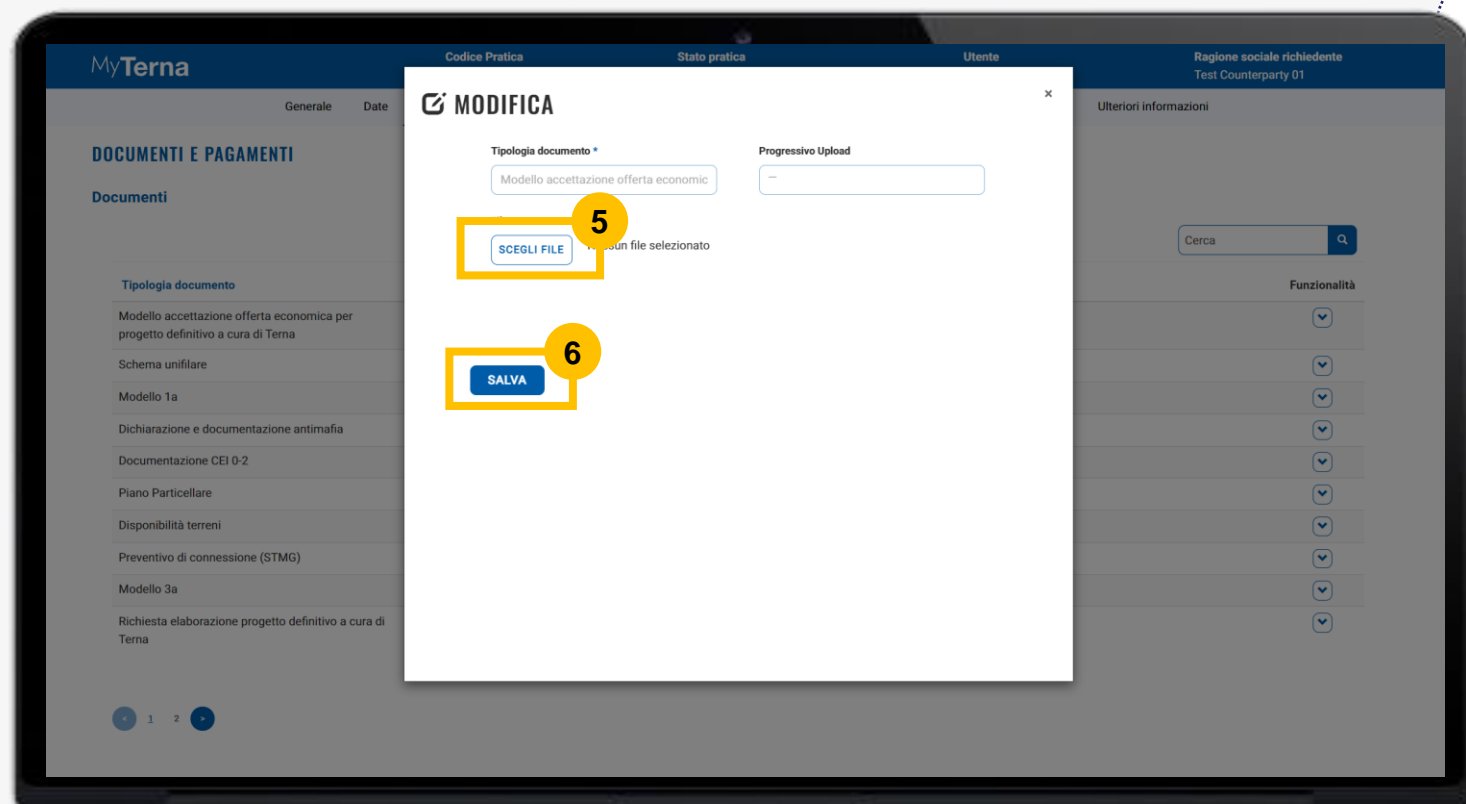 MyTerna
Codice Pratica
Stato pratica
Utente
Ragione sociale richiedente
Test Counterparty 01
Generale
Date
Ulteriori informazioni
DOCUMENTI E PAGAMENTI
Documenti
MODIFICA
×
Tipologia documento *
Progressivo Upload
Modello accettazione offerta economic
—
5
SCEGLI FILE
file selezionato
6
SALVA
Cerca
Tipologia documento
Funzionalità
Modello accettazione offerta economica per
progetto definitivo a cura di Terna
Schema unifilare
Modello 1a
Dichiarazione e documentazione antimafia
Documentazione CEI 0-2
Piano Particellare
Disponibilità terreni
Preventivo di connessione (STMG)
Modello 3a
Richiesta elaborazione progetto definitivo a cura di
Terna
< 1 2 >